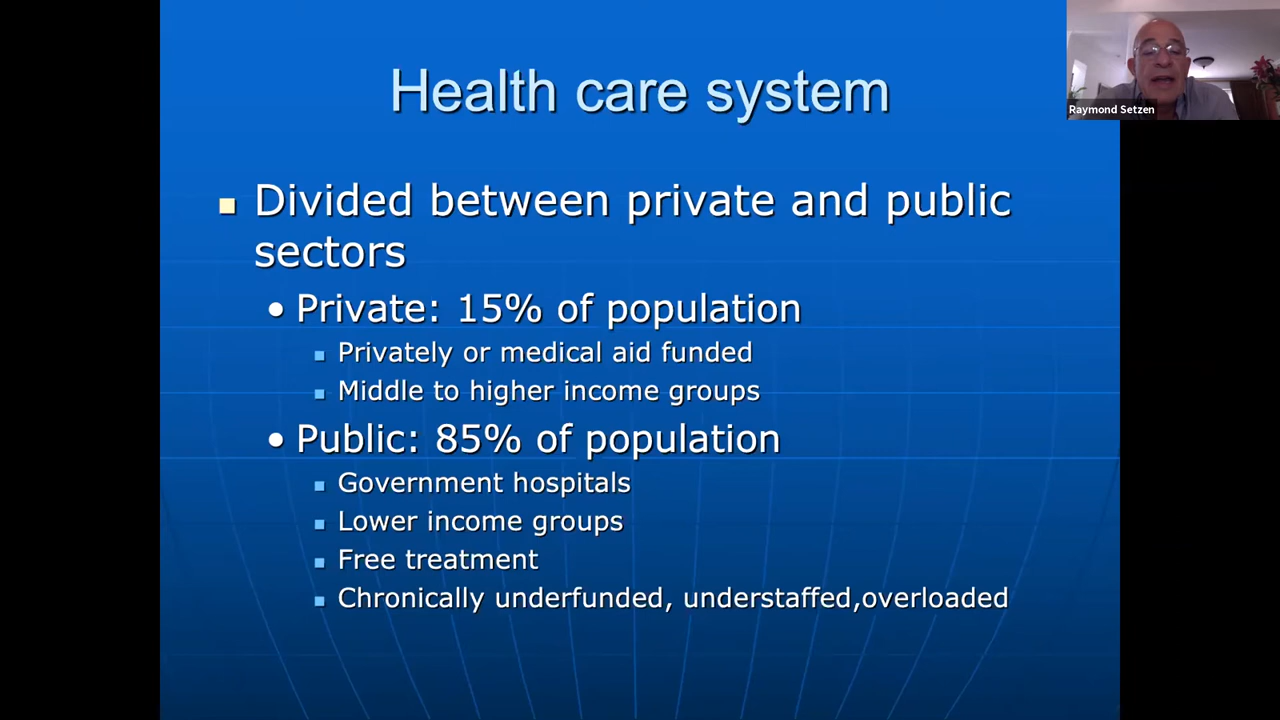 Health care system
Raymond Setzen
Divided between private and public
sectors
Private: 15% of population
Privately or medical aid funded
Middle to higher income groups
Public: 85% of population
Government hospitals
Lower income groups
Free treatment
Chronically underfunded, understaffed,overloaded